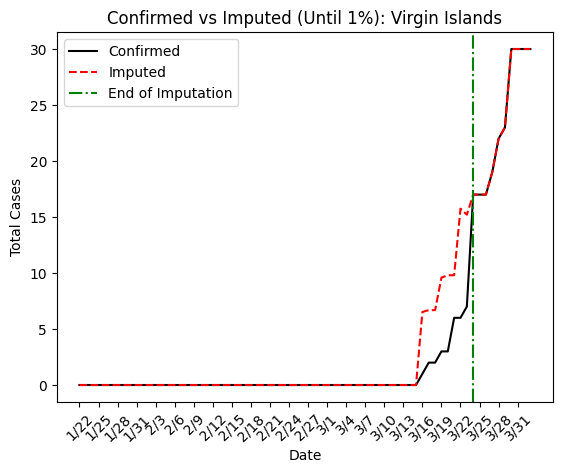 Confirmed vs Imputed (Until 1%): Virgin Islands
Confirmed
Imputed
End of Imputation
Total Cases
30
25
20
15
10
5
0
1/22 1/25 1/28 1/31 2/3 2/6 2/9 2/12 2/15 2/18 2/21 2/24 2/27 3/1 3/4 3/7 3/10 3/13 3/16 3/19 3/22 3/25 3/28 3/31
Date